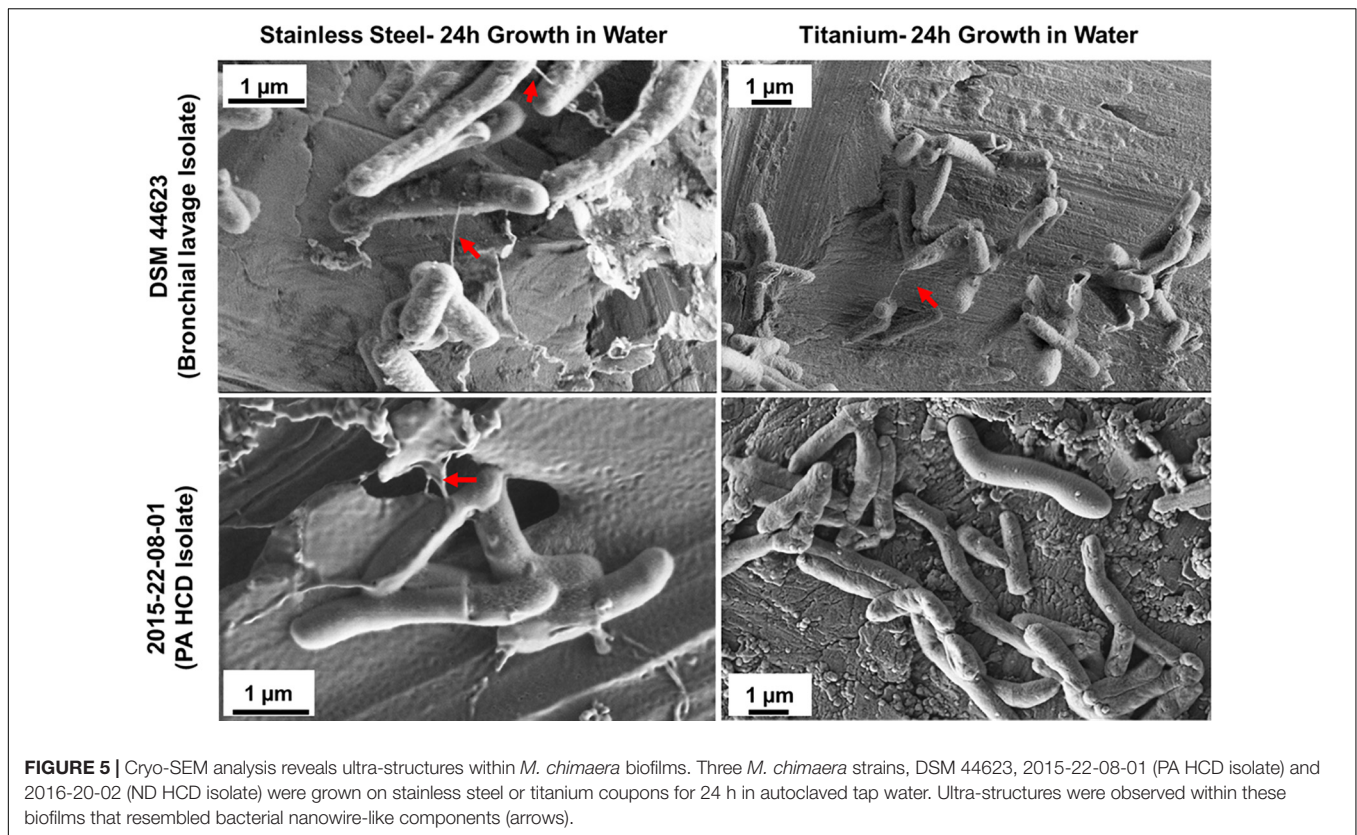 Stainless Steel- 24h Growth in Water
Titanium- 24h Growth in Water
DSM 44623
(Bronchial lavage Isolate)
1 µm
1 µm
2015-22-08-01
(PA HCD Isolate)
1 µm
1 µm
FIGURE 5 | Cryo-SEM analysis reveals ultra-structures within M. chimaera biofilms. Three M. chimaera strains, DSM 44623, 2015-22-08-01 (PA HCD isolate) and
2016-20-02 (ND HCD isolate) were grown on stainless steel or titanium coupons for 24 h in autoclaved tap water. Ultra-structures were observed within these
biofilms that resembled bacterial nanowire-like components (arrows).